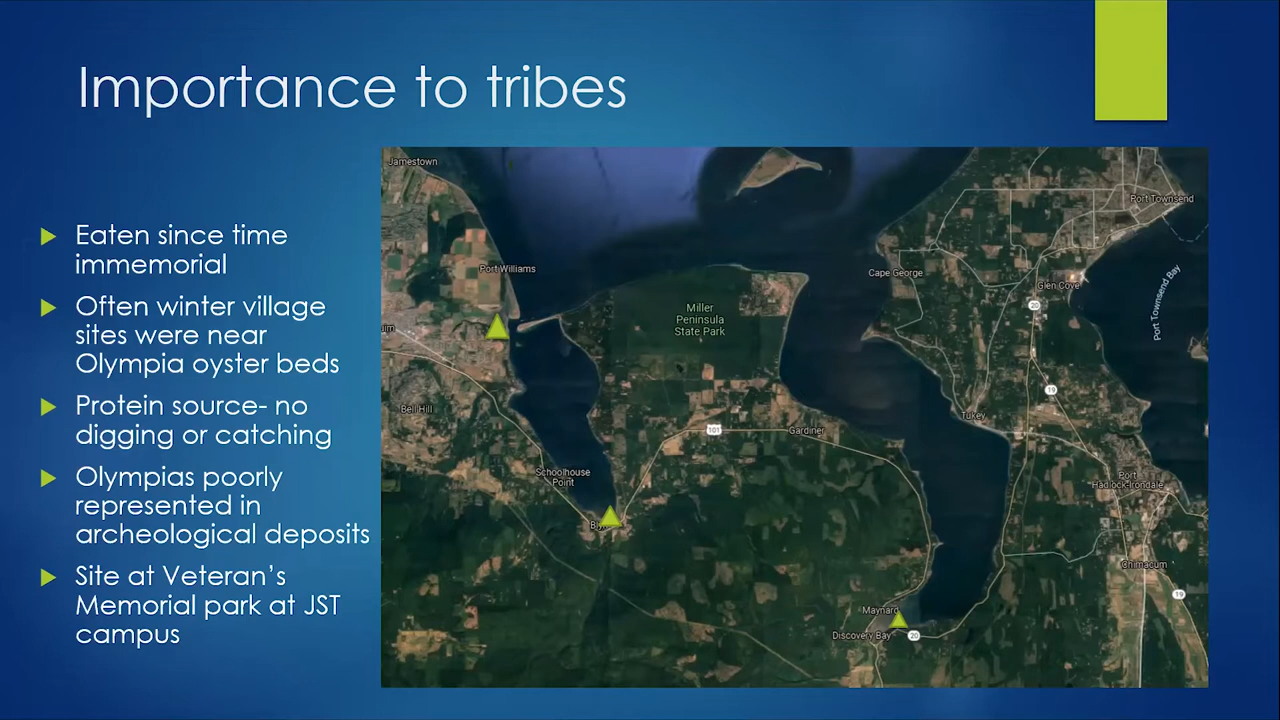 Importance to tribes
Eaten since time
immemorial
Often winter village
sites were near
Olympia oyster beds
Protein source- no
digging or catching
Olympias poorly
represented in
archeological deposits
Site at Veteran's
Memorial park at JST
campus
Jamestown
Port Townsend
Port Williams
Cape George
Glen Cove
Port Townsend Bay
20
Miller
Peninsula
State Park
19
Bell Hill
Tukey
101
Gardiner
Schoolhouse
Point
Port
Hadlock-Irondale
Chimacum
19
Maynard
Discovery Bay
20